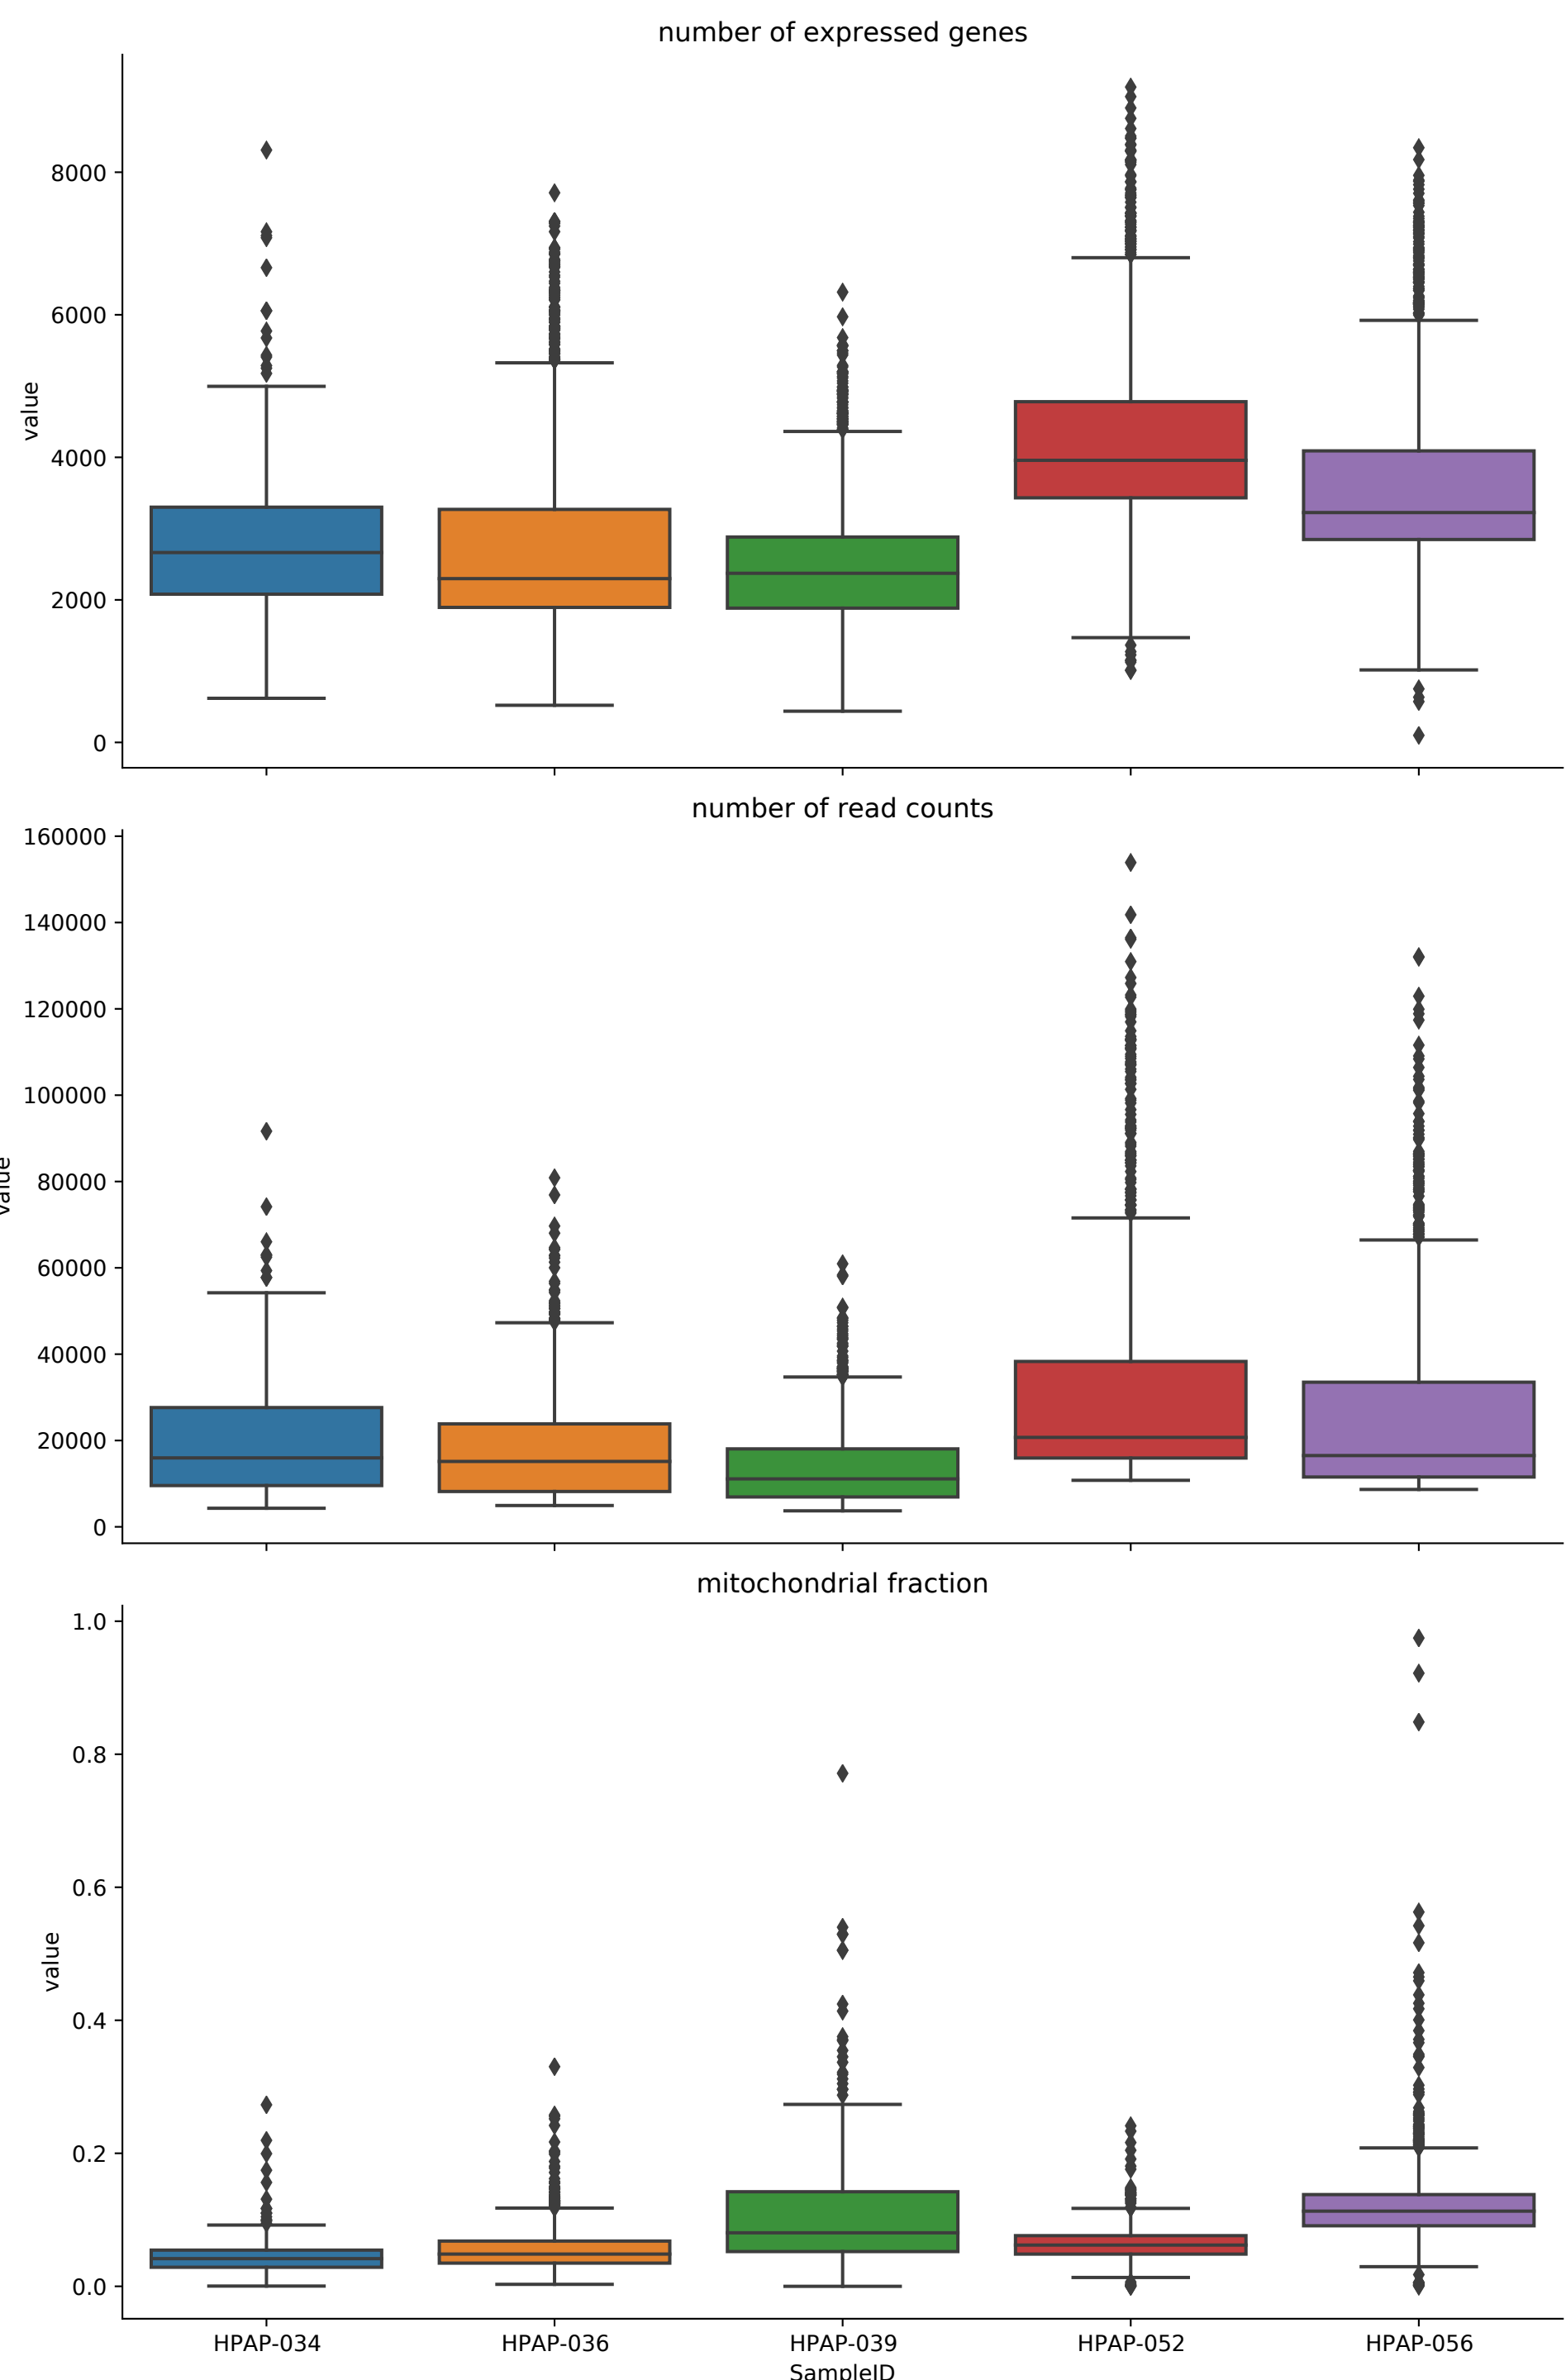 number of expressed genes
8000
6000
4000
2000
0
value
number of read counts
160000
140000
120000
100000
80000
60000
40000
20000
0
value
mitochondrial fraction
1.0
0.8
0.6
0.4
0.2
0.0
value
HPAP-034 HPAP-036 HPAP-039 HPAP-052 HPAP-056
SampleID